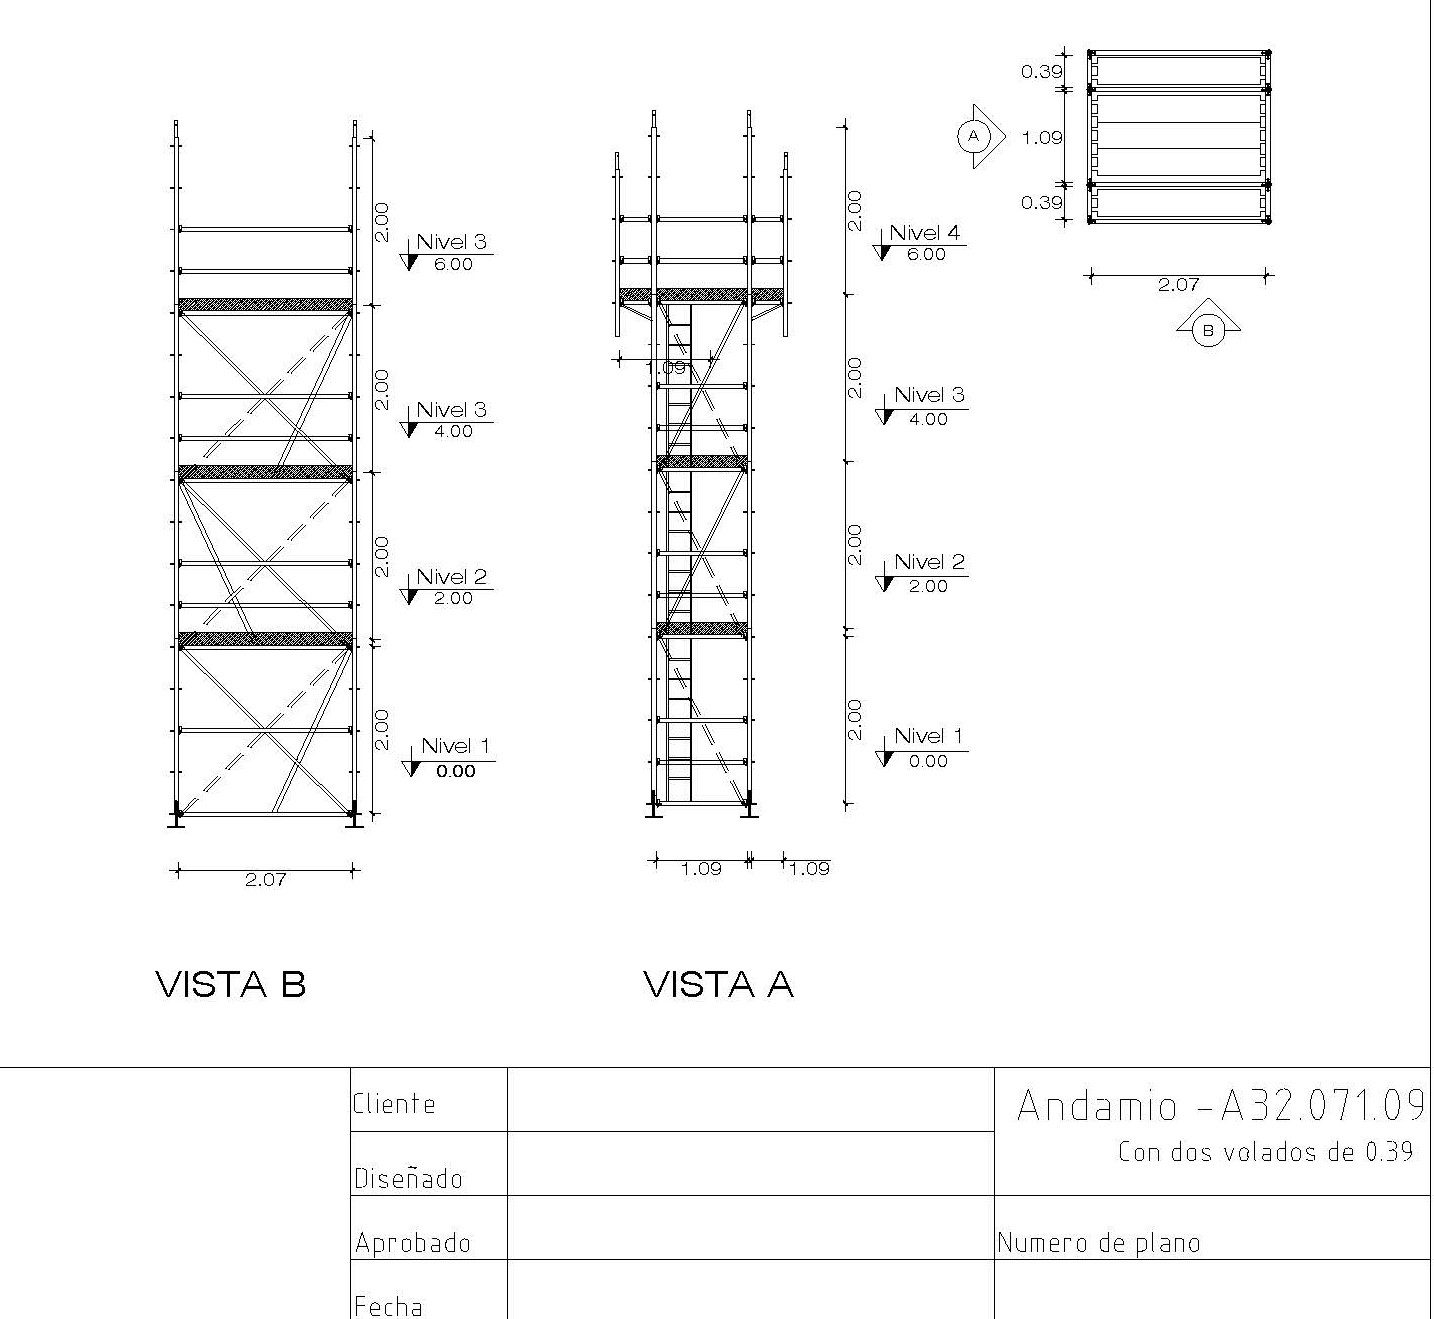 0.39
1.09
0.39
A
2.07
B
2.00
Nivel 3
6.00
2.00
Nivel 3
4.00
2.00
Nivel 2
2.00
2.00
Nivel 1
0.00
2.07
VISTA B
2.00
Nivel 4
6.00
1.09
2.00
Nivel 3
4.00
2.00
Nivel 2
2.00
2.00
Nivel 1
0.00
1.09 1.09
VISTA A
Cliente
Diseñado
Aprobado
Fecha
Andamio -A32.071.09
Con dos volados de 0.39
Numero de plano